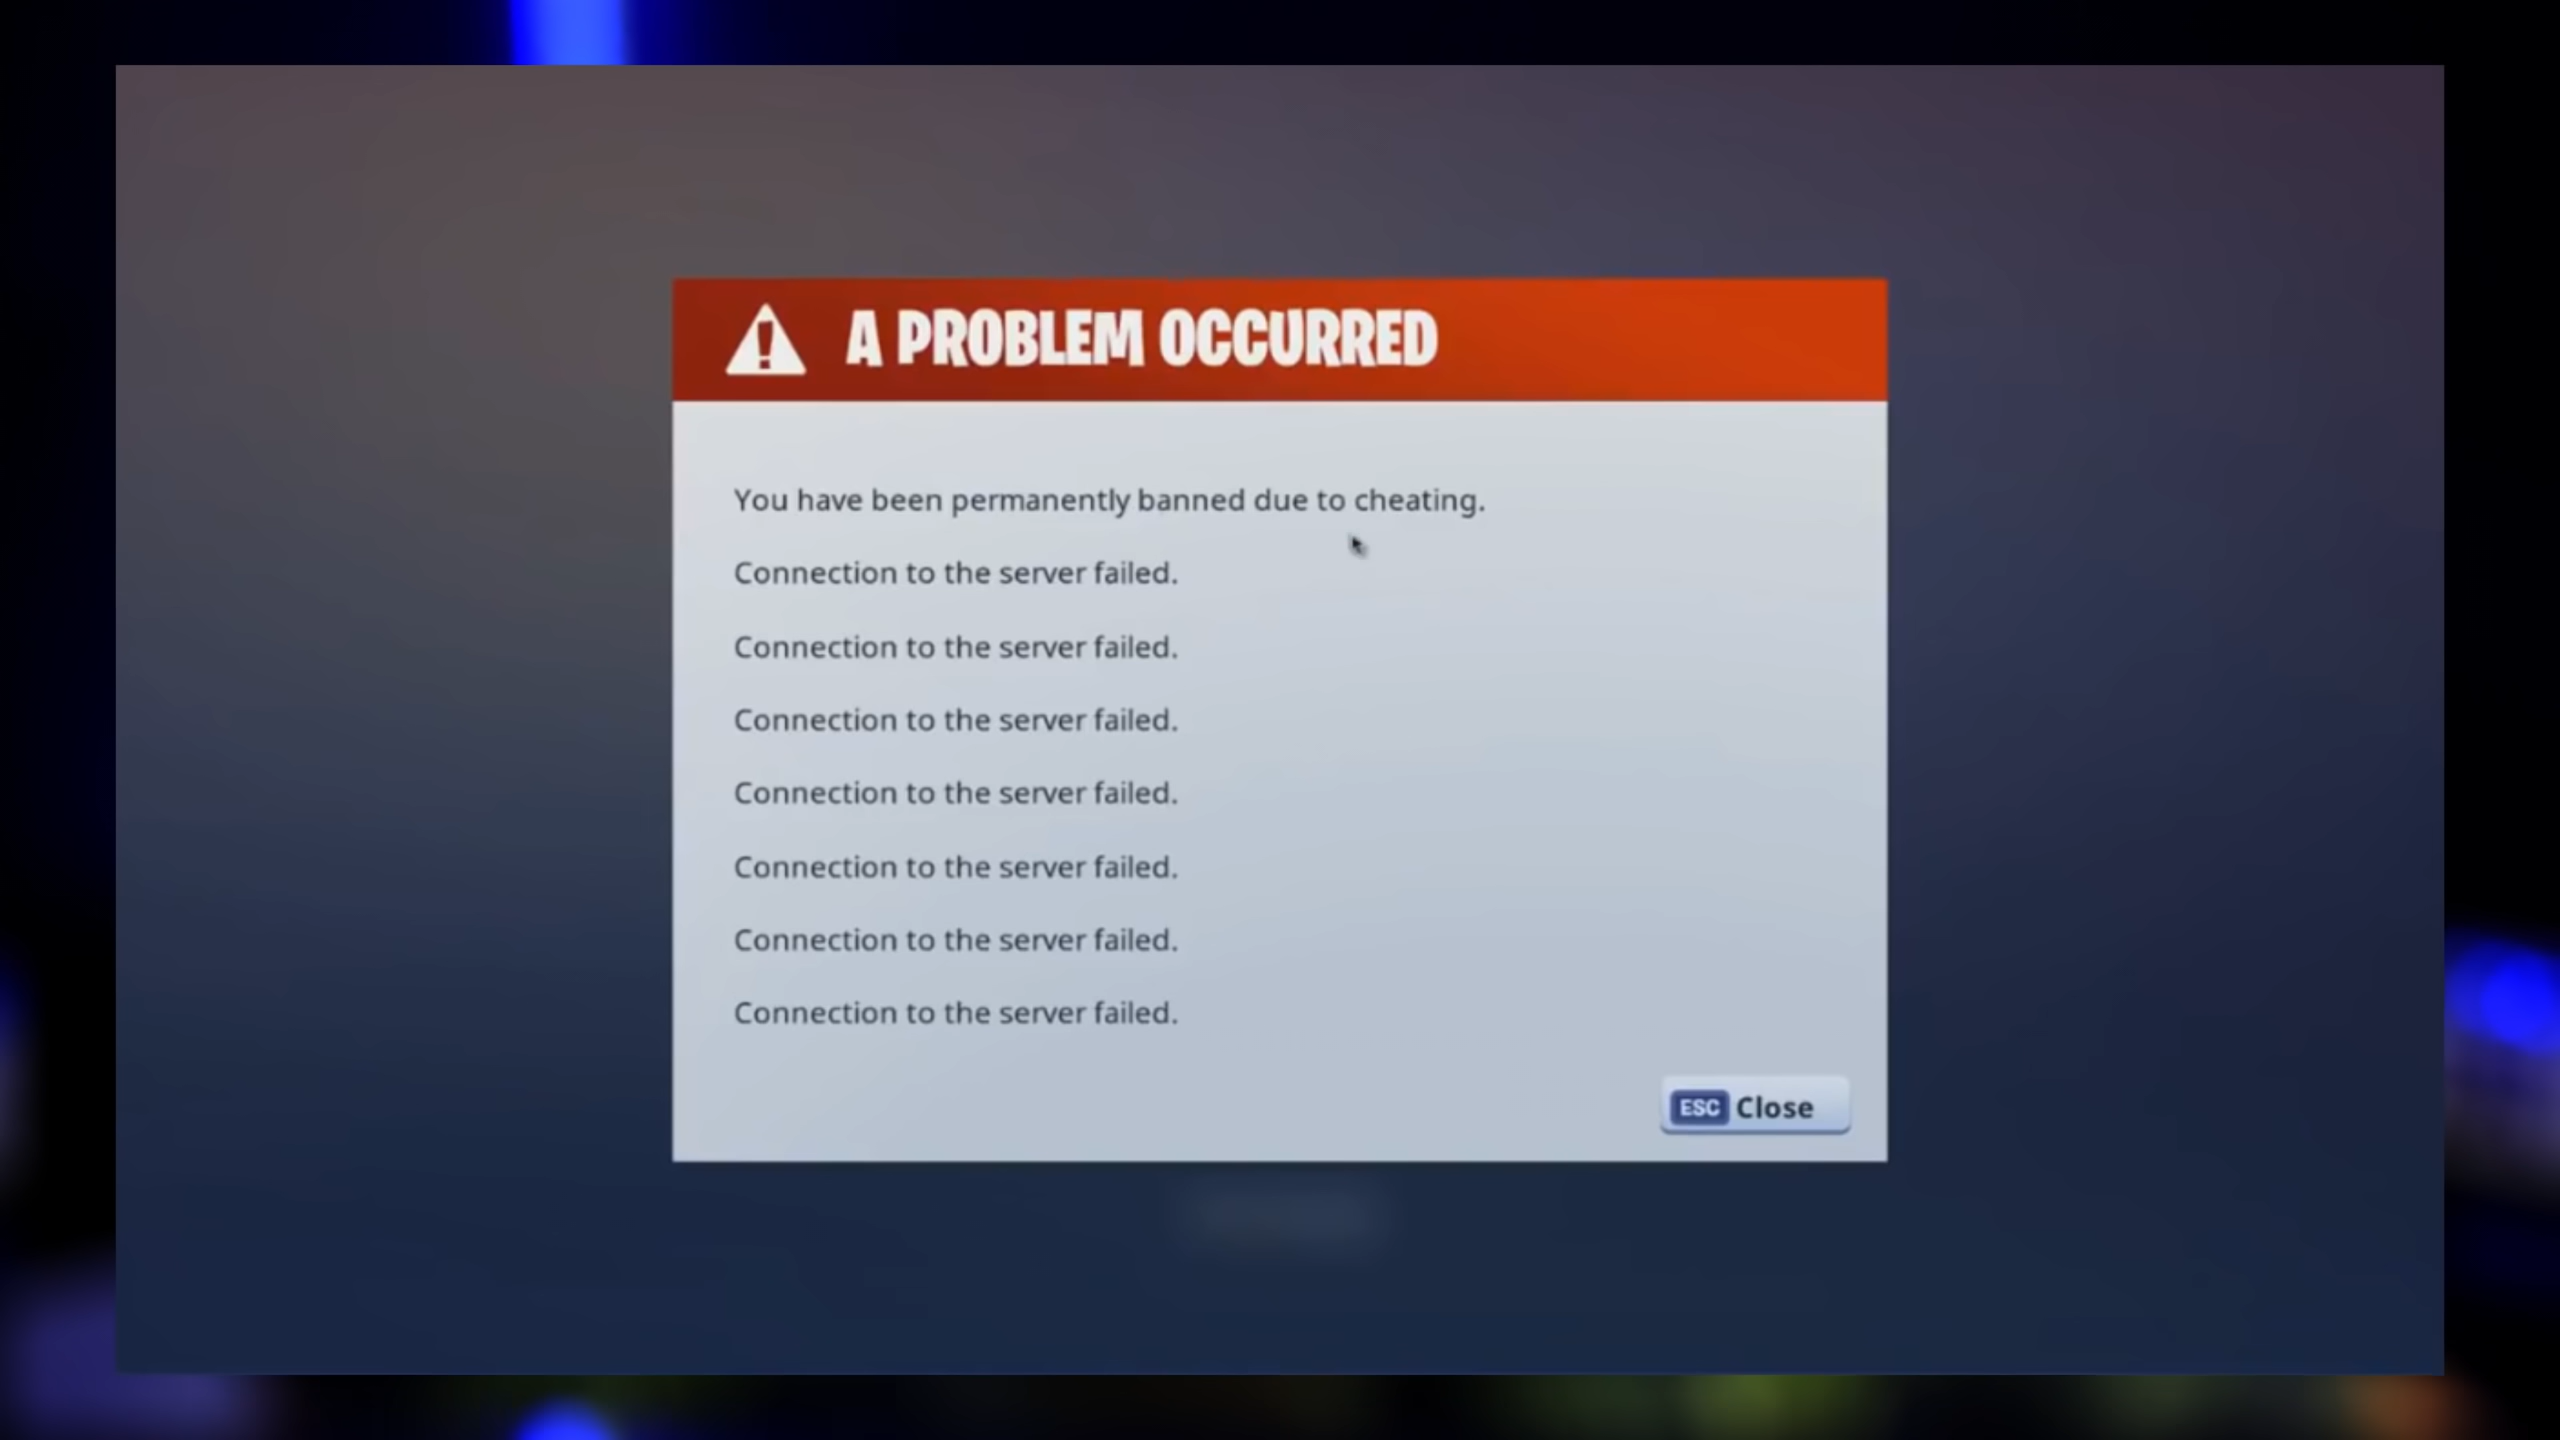 A PROBLEM OCCURRED
You have been permanently banned due to cheating.
Connection to the server failed.
Connection to the server failed.
Connection to the server failed.
Connection to the server failed.
Connection to the server failed.
Connection to the server failed.
Connection to the server failed.
ESC Close